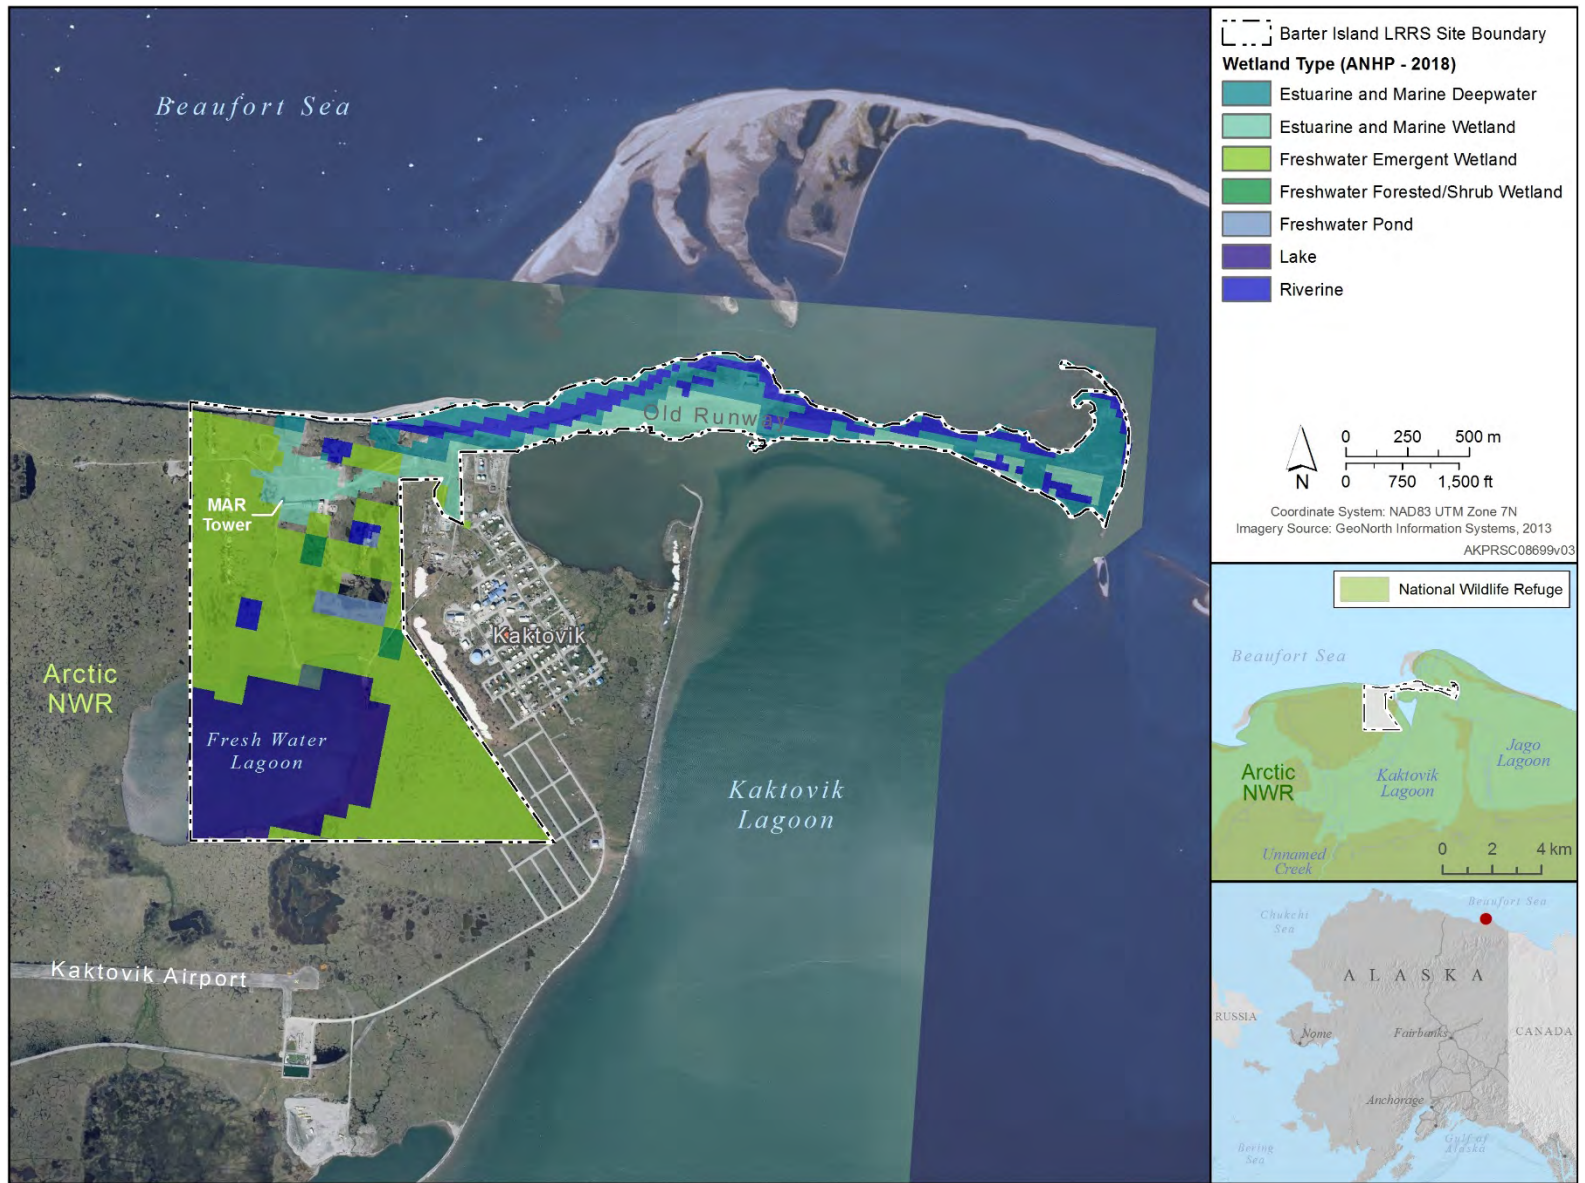 Beaufort Sea
Old Runway
MAR
Tower
Kaktovik
Arctic
NWR
Fresh Water
Lagoon
Kaktovik
Lagoon
Kaktovik Airport
Barter Island LRRS Site Boundary
Wetland Type (ANHP - 2018)
Estuarine and Marine Deepwater
Estuarine and Marine Wetland
Freshwater Emergent Wetland
Freshwater Forested/Shrub Wetland
Freshwater Pond
Lake
Riverine
N
0 250 500 m
0 750 1,500 ft
Coordinate System: NAD83 UTM Zone 7N
Imagery Source: GeoNorth Information Systems, 2013
AKPRSC08699v03
National Wildlife Refuge
Beaufort Sea
Jago
Lagoon
Arctic
NWR
Kaktovik
Lagoon
Unnamed
Creek
0 2 4 km
Beaufort Sea
Chukchi
Sea
ALASKA
RUSSIA
Nome
Fairbanks
CANADA
Anchorage
Bering
Sea
Gulf of
Alaska